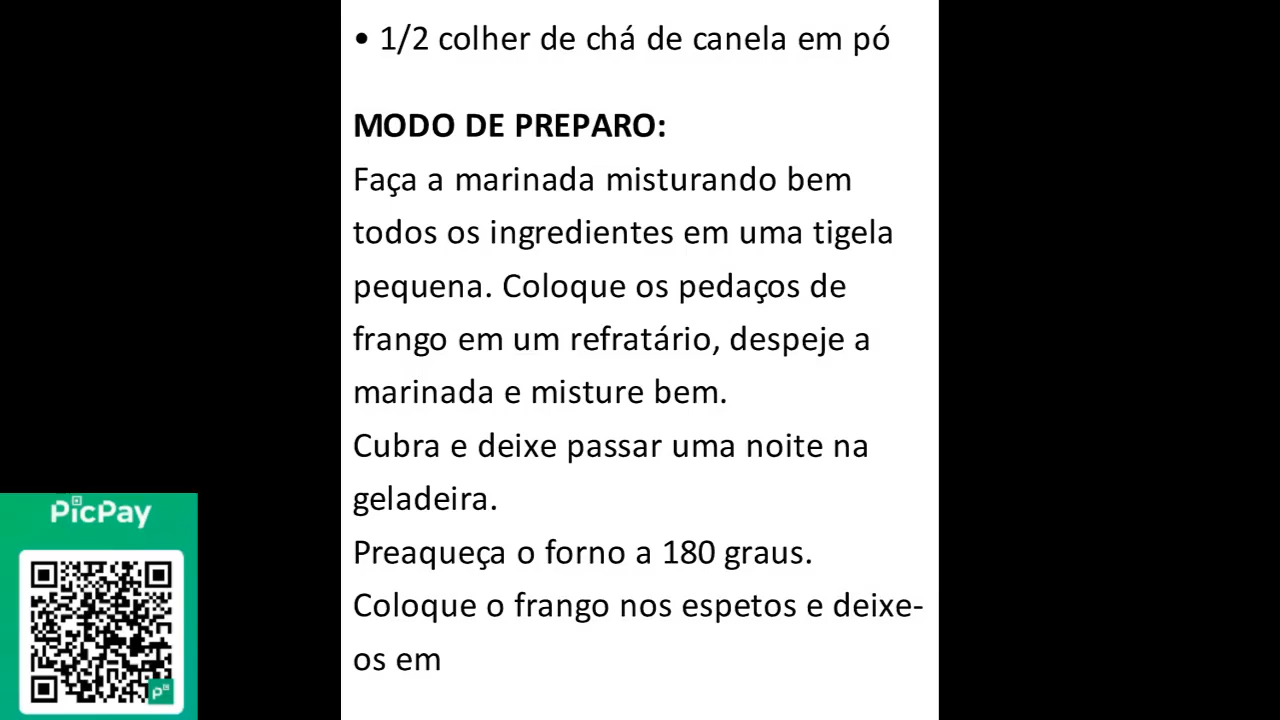 • 1/2 colher de chá de canela em pó
MODO DE PREPARO:
Faça a marinada misturando bem
todos os ingredientes em uma tigela
pequena. Coloque os pedaços de
frango em um refratário, despeje a
marinada e misture bem.
Cubra e deixe passar uma noite na
geladeira.
Preaqueça o forno a 180 graus.
Coloque o frango nos espetos e deixe-
os em
PicPay